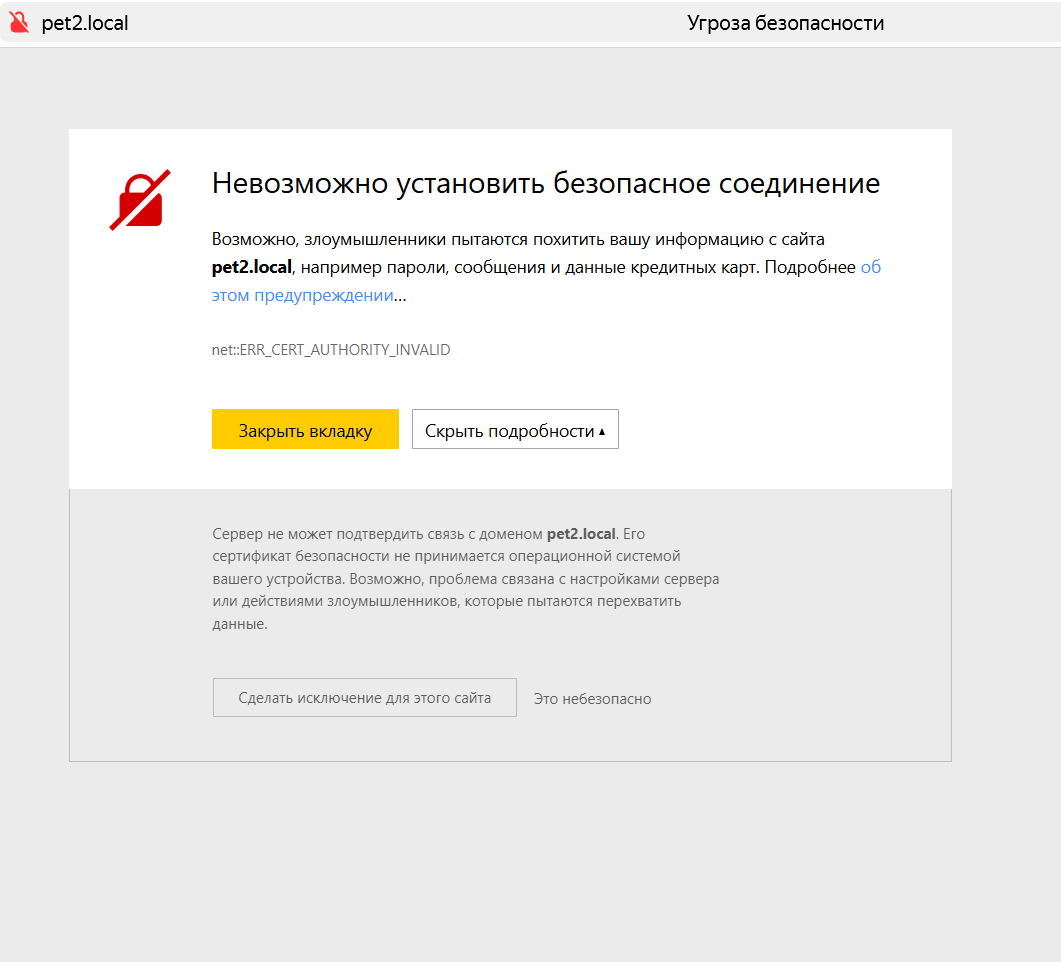 pet2.local
Угроза безопасности
Невозможно установить безопасное соединение
Возможно, злоумышленники пытаются похитить вашу информацию с сайта
pet2.local, например пароли, сообщения и данные кредитных карт. Подробнее об
этом предупреждении...
net::ERR_CERT_AUTHORITY_INVALID
Закрыть вкладку
Скрыть подробности ▴
Сервер не может подтвердить связь с доменом pet2.local. Его
сертификат безопасности не принимается операционной системой
вашего устройства. Возможно, проблема связана с настройками сервера
или действиями злоумышленников, которые пытаются перехватить
данные.
Сделать исключение для этого сайта
Это небезопасно